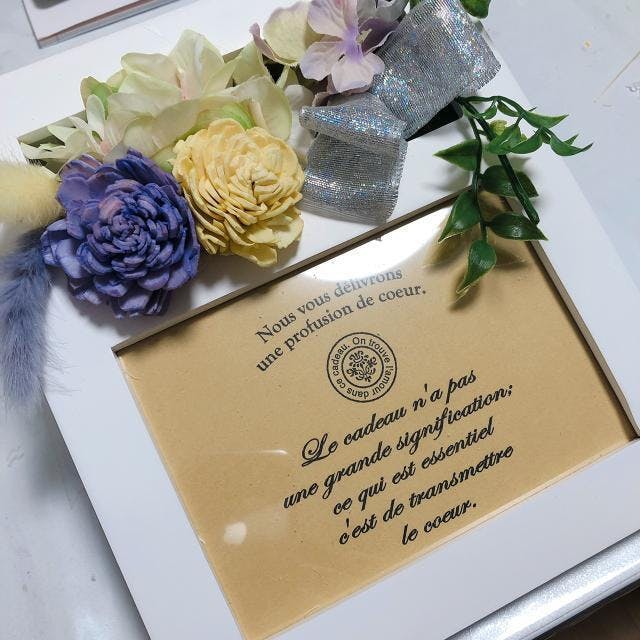 Nous vous délivrons
une profusion de coeur.
On trouve l'amour dans ce cadeau.
Le cadeau n'a pas
une grande signification;
ce qui est essentiel
c'est de transmettre
le coeur.